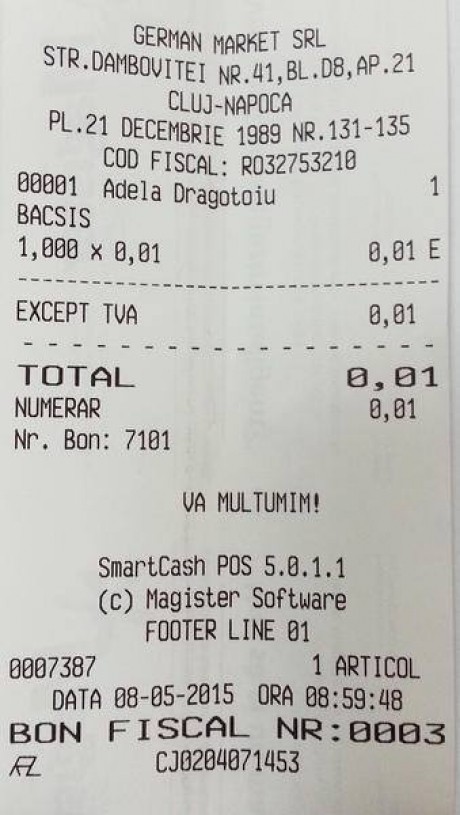 GERMAN MARKET SRL
STR.DAMBOVITEI NR.41,BL.D8,AP.21
CLUJ-NAPOCA
PL.21 DECEMBRIE 1989 NR.131-135
COD FISCAL: RO32753210
00001 Adela Dragotoiu 1
BACSIS
1,000 x 0,01 0,01 E
EXCEPT TVA 0,01
TOTAL 0,01
NUMERAR 0,01
Nr. Bon: 7101
VA MULTUMIM!
SmartCash POS 5.0.1.1
(c) Magister Software
FOOTER LINE 01
0007387 1 ARTICOL
DATA 08-05-2015 ORA 08:59:48
BON FISCAL NR:0003
CJ0204071453